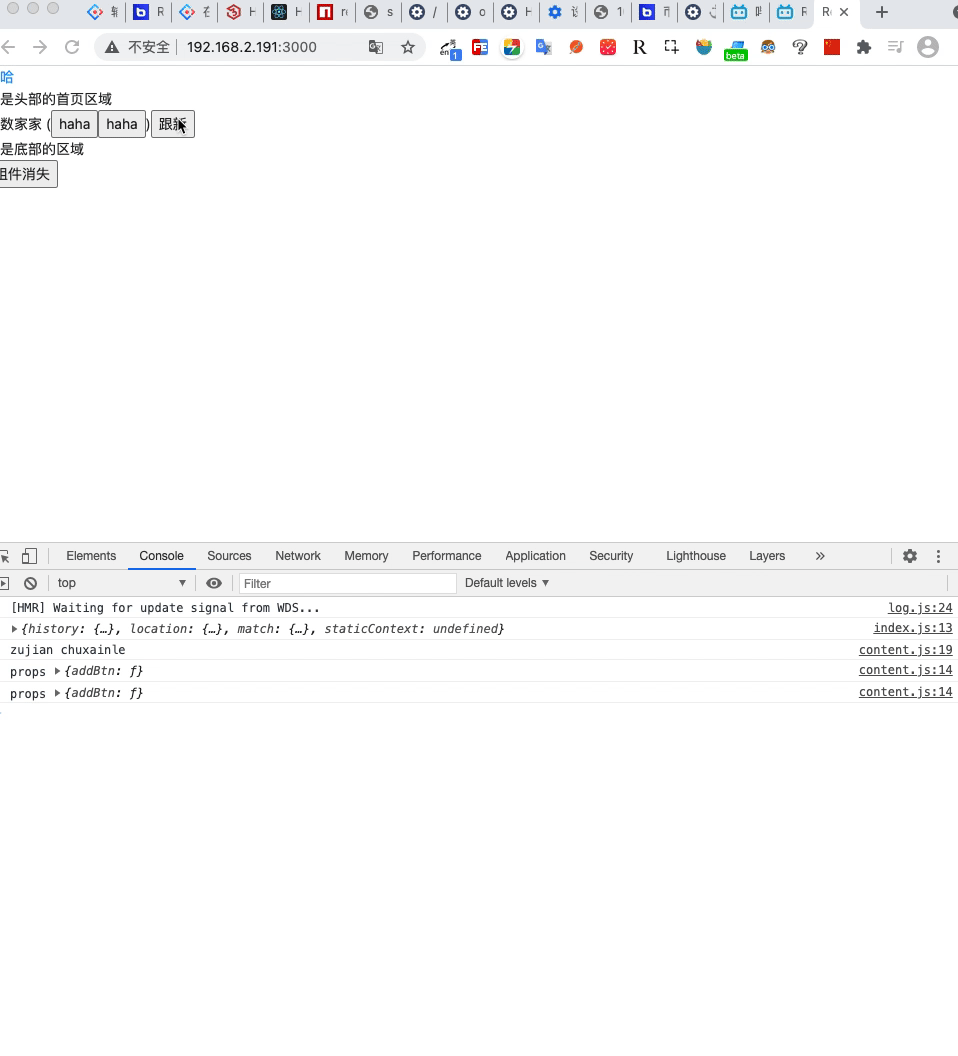 不安全 192.168.2.191:3000
1
beta
哈
是头部的首页区域
数家家 (haha haha) 跟新
是底部的区域
组件消失
Elements Console Sources Network Memory Performance Application Security Lighthouse Layers »
top Filter Default levels
[HMR] Waiting for update signal from WDS... log.js:24
{history: {…}, location: {…}, match: {…}, staticContext: undefined} index.js:13
zujian chuxainle content.js:19
props {addBtn: ƒ} content.js:14
props {addBtn: ƒ} content.js:14